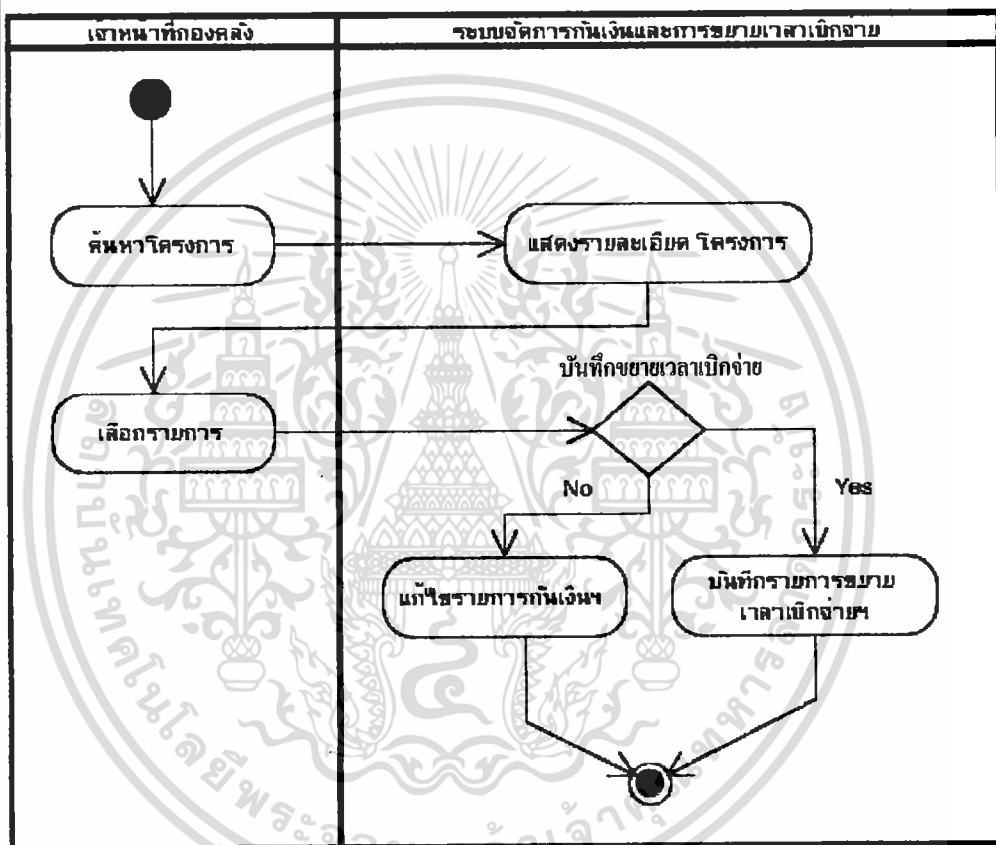 เจ้าหน้าที่กองคลัง
ระบบจัดการกันเงินและการขยายเวลาเบิกจ่าย
ค้นหาโครงการ
แสดงรายละเอียด โครงการ
บันทึกขยายเวลาเบิกจ่าย
เลือกรายการ
No
Yes
แก้ไขรายการกันเงินฯ
บันทึกรายการขยาย
เวลาเบิกจ่ายฯ